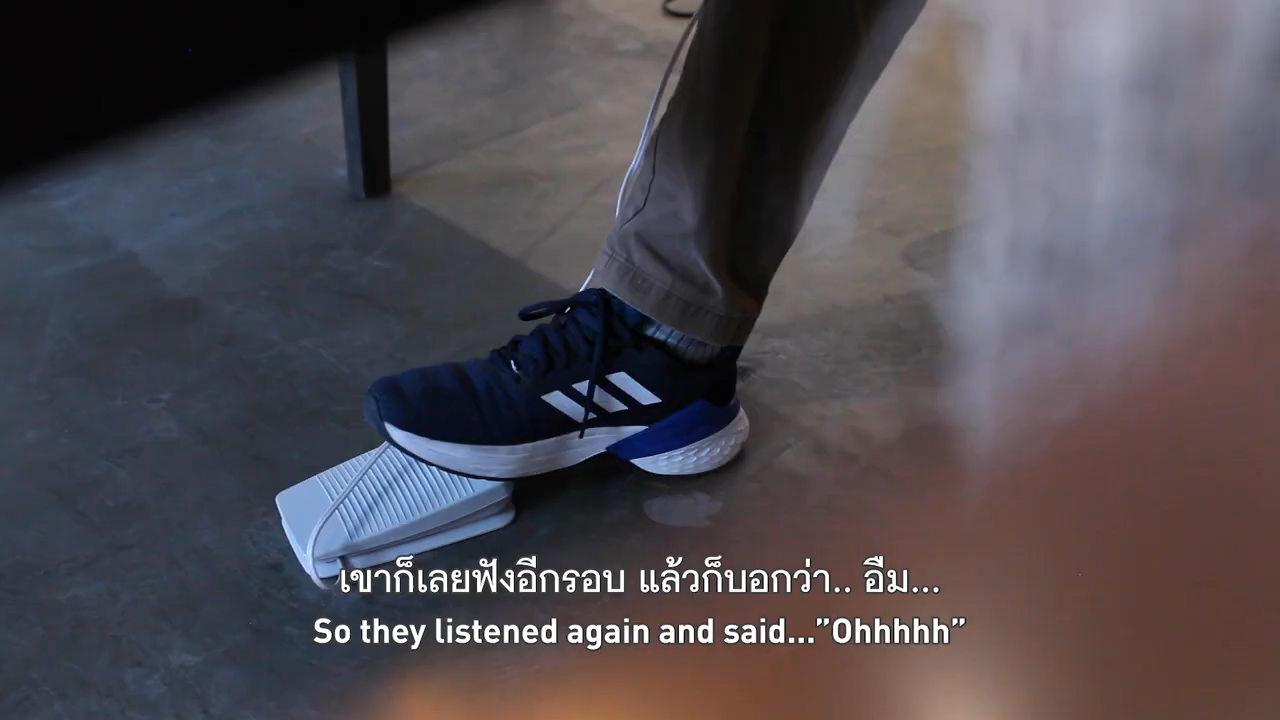 เขาก็เลยฟังอีกรอบ แล้วก็บอกว่า.. อืม...
So they listened again and said...”Ohhhhh”